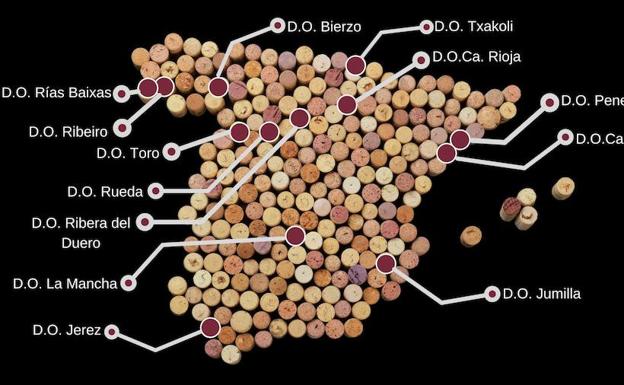 D.O. Bierzo
D.O. Txakoli
D.O.Ca. Rioja
D.O. Rías Baixas
D.O. Pene
D.O. Ribeiro
D.O.Ca
D.O. Toro
D.O. Rueda
D.O. Ribera del
Duero
D.O. La Mancha
D.O. Jumilla
D.O. Jerez